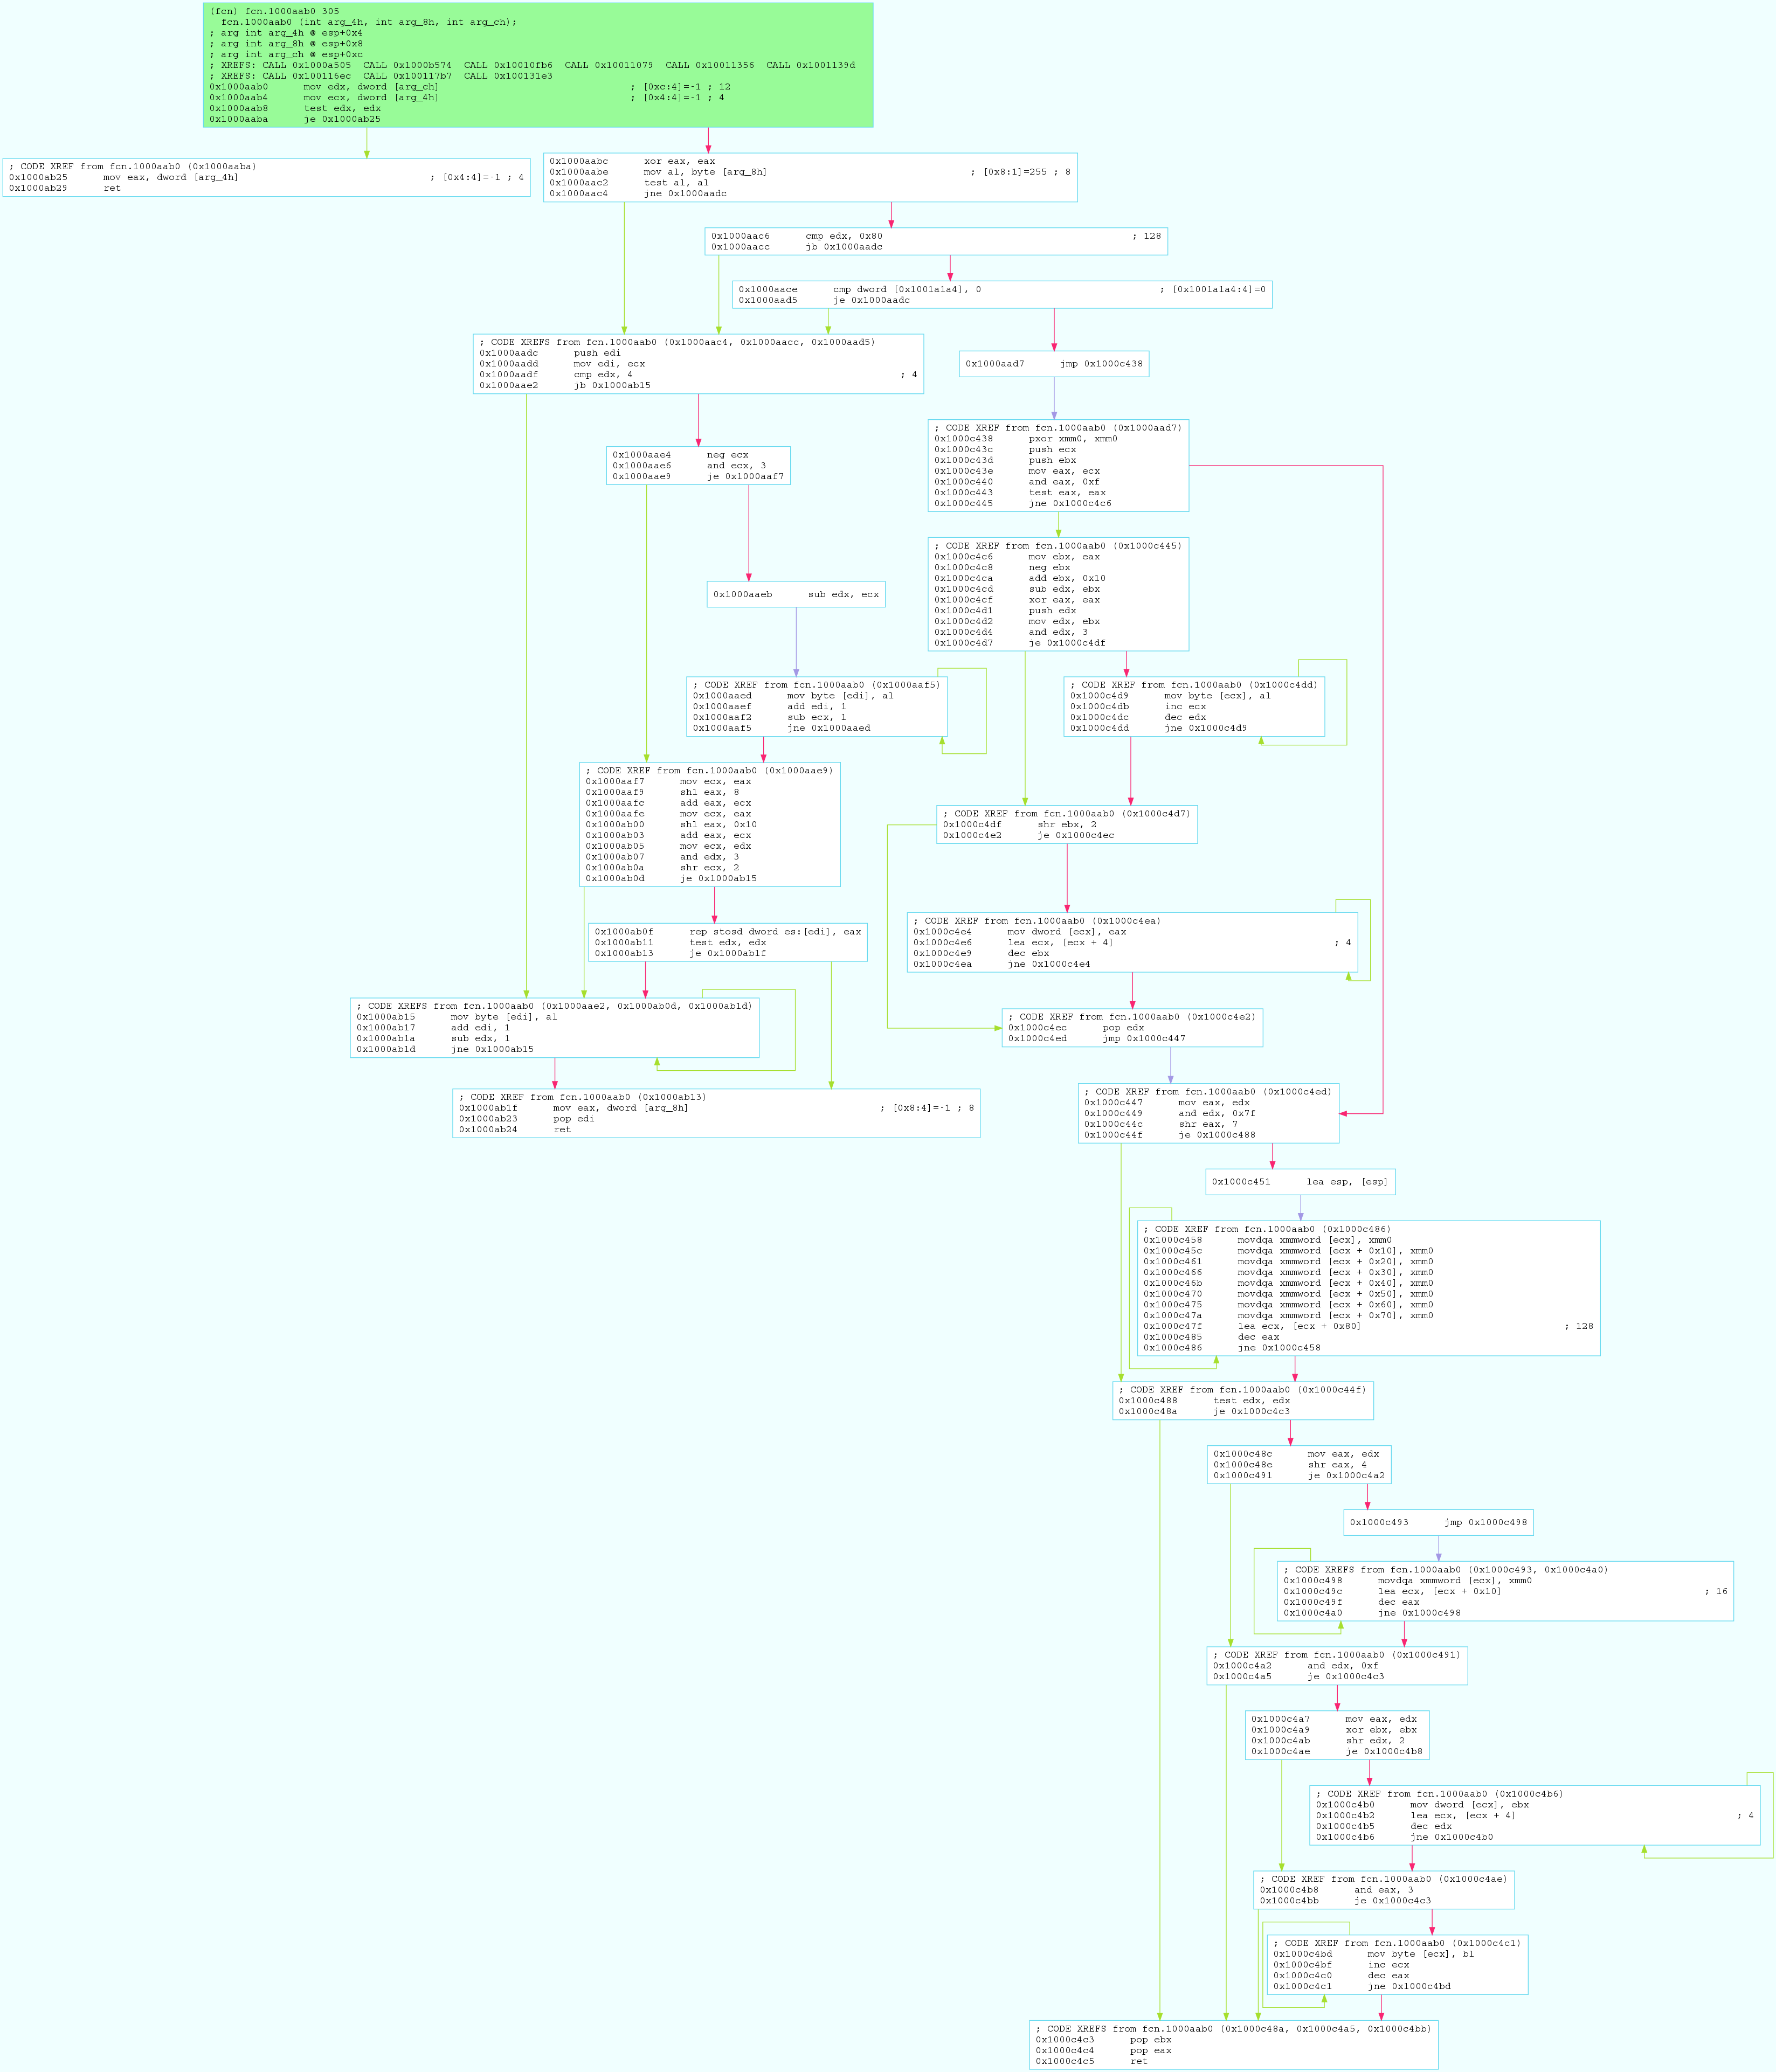 (fcn) fcn.1000aab0 305
fcn.1000aab0 (int arg_4h, int arg_8h, int arg_ch);
; arg int arg_4h @ esp+0x4
; arg int arg_8h @ esp+0x8
; arg int arg_ch @ esp+0xc
; XREFS: CALL 0x1000a505 CALL 0x1000b574 CALL 0x10010fb6 CALL 0x10011079 CALL 0x10011356 CALL 0x1001139d
; XREFS: CALL 0x100116ec CALL 0x100117b7 CALL 0x100131e3
0x1000aab0 mov edx, dword [arg_ch] ; [0xc:4]=-1 ; 12
0x1000aab4 mov ecx, dword [arg_4h] ; [0x4:4]=-1 ; 4
0x1000aab8 test edx, edx
0x1000aaba je 0x1000ab25
; CODE XREF from fcn.1000aab0 (0x1000aaba)
0x1000ab25 mov eax, dword [arg_4h] ; [0x4:4]=-1 ; 4
0x1000ab29 ret
0x1000aabc xor eax, eax
0x1000aabe mov al, byte [arg_8h] ; [0x8:1]=255 ; 8
0x1000aac2 test al, al
0x1000aac4 jne 0x1000aadc
0x1000aac6 cmp edx, 0x80 ; 128
0x1000aacc jb 0x1000aadc
0x1000aace cmp dword [0x1001a1a4], 0 ; [0x1001a1a4:4]=0
0x1000aad5 je 0x1000aadc
; CODE XREFS from fcn.1000aab0 (0x1000aac4, 0x1000aacc, 0x1000aad5)
0x1000aadc push edi
0x1000aadd mov edi, ecx
0x1000aadf cmp edx, 4 ; 4
0x1000aae2 jb 0x1000ab15
0x1000aad7 jmp 0x1000c438
; CODE XREF from fcn.1000aab0 (0x1000aad7)
0x1000c438 pxor xmm0, xmm0
0x1000c43c push ecx
0x1000c43d push ebx
0x1000c43e mov eax, ecx
0x1000c440 and eax, 0xf
0x1000c443 test eax, eax
0x1000c445 jne 0x1000c4c6
0x1000aae4 neg ecx
0x1000aae6 and ecx, 3
0x1000aae9 je 0x1000aaf7
; CODE XREF from fcn.1000aab0 (0x1000c445)
0x1000c4c6 mov ebx, eax
0x1000c4c8 neg ebx
0x1000c4ca add ebx, 0x10
0x1000c4cd sub edx, ebx
0x1000c4cf xor eax, eax
0x1000c4d1 push edx
0x1000c4d2 mov edx, ebx
0x1000c4d4 and edx, 3
0x1000c4d7 je 0x1000c4df
0x1000aaeb sub edx, ecx
; CODE XREF from fcn.1000aab0 (0x1000aaf5)
0x1000aaed mov byte [edi], al
0x1000aaef add edi, 1
0x1000aaf2 sub ecx, 1
0x1000aaf5 jne 0x1000aaed
; CODE XREF from fcn.1000aab0 (0x1000c4dd)
0x1000c4d9 mov byte [ecx], al
0x1000c4db inc ecx
0x1000c4dc dec edx
0x1000c4dd jne 0x1000c4d9
; CODE XREF from fcn.1000aab0 (0x1000aae9)
0x1000aaf7 mov ecx, eax
0x1000aaf9 shl eax, 8
0x1000aafc add eax, ecx
0x1000aafe mov ecx, eax
0x1000ab00 shl eax, 0x10
0x1000ab03 add eax, ecx
0x1000ab05 mov ecx, edx
0x1000ab07 and edx, 3
0x1000ab0a shr ecx, 2
0x1000ab0d je 0x1000ab15
; CODE XREF from fcn.1000aab0 (0x1000c4d7)
0x1000c4df shr ebx, 2
0x1000c4e2 je 0x1000c4ec
0x1000ab0f rep stosd dword es:[edi], eax
0x1000ab11 test edx, edx
0x1000ab13 je 0x1000ab1f
; CODE XREF from fcn.1000aab0 (0x1000c4ea)
0x1000c4e4 mov dword [ecx], eax
0x1000c4e6 lea ecx, [ecx + 4] ; 4
0x1000c4e9 dec ebx
0x1000c4ea jne 0x1000c4e4
; CODE XREFS from fcn.1000aab0 (0x1000aae2, 0x1000ab0d, 0x1000ab1d)
0x1000ab15 mov byte [edi], al
0x1000ab17 add edi, 1
0x1000ab1a sub edx, 1
0x1000ab1d jne 0x1000ab15
; CODE XREF from fcn.1000aab0 (0x1000c4e2)
0x1000c4ec pop edx
0x1000c4ed jmp 0x1000c447
; CODE XREF from fcn.1000aab0 (0x1000ab13)
0x1000ab1f mov eax, dword [arg_8h] ; [0x8:4]=-1 ; 8
0x1000ab23 pop edi
0x1000ab24 ret
; CODE XREF from fcn.1000aab0 (0x1000c4ed)
0x1000c447 mov eax, edx
0x1000c449 and edx, 0x7f
0x1000c44c shr eax, 7
0x1000c44f je 0x1000c488
0x1000c451 lea esp, [esp]
; CODE XREF from fcn.1000aab0 (0x1000c486)
0x1000c458 movdqa xmmword [ecx], xmm0
0x1000c45c movdqa xmmword [ecx + 0x10], xmm0
0x1000c461 movdqa xmmword [ecx + 0x20], xmm0
0x1000c466 movdqa xmmword [ecx + 0x30], xmm0
0x1000c46b movdqa xmmword [ecx + 0x40], xmm0
0x1000c470 movdqa xmmword [ecx + 0x50], xmm0
0x1000c475 movdqa xmmword [ecx + 0x60], xmm0
0x1000c47a movdqa xmmword [ecx + 0x70], xmm0
0x1000c47f lea ecx, [ecx + 0x80] ; 128
0x1000c485 dec eax
0x1000c486 jne 0x1000c458
; CODE XREF from fcn.1000aab0 (0x1000c44f)
0x1000c488 test edx, edx
0x1000c48a je 0x1000c4c3
0x1000c48c mov eax, edx
0x1000c48e shr eax, 4
0x1000c491 je 0x1000c4a2
0x1000c493 jmp 0x1000c498
; CODE XREFS from fcn.1000aab0 (0x1000c493, 0x1000c4a0)
0x1000c498 movdqa xmmword [ecx], xmm0
0x1000c49c lea ecx, [ecx + 0x10] ; 16
0x1000c49f dec eax
0x1000c4a0 jne 0x1000c498
; CODE XREF from fcn.1000aab0 (0x1000c491)
0x1000c4a2 and edx, 0xf
0x1000c4a5 je 0x1000c4c3
0x1000c4a7 mov eax, edx
0x1000c4a9 xor ebx, ebx
0x1000c4ab shr edx, 2
0x1000c4ae je 0x1000c4b8
; CODE XREF from fcn.1000aab0 (0x1000c4b6)
0x1000c4b0 mov dword [ecx], ebx
0x1000c4b2 lea ecx, [ecx + 4] ; 4
0x1000c4b5 dec edx
0x1000c4b6 jne 0x1000c4b0
; CODE XREF from fcn.1000aab0 (0x1000c4ae)
0x1000c4b8 and eax, 3
0x1000c4bb je 0x1000c4c3
; CODE XREF from fcn.1000aab0 (0x1000c4c1)
0x1000c4bd mov byte [ecx], bl
0x1000c4bf inc ecx
0x1000c4c0 dec eax
0x1000c4c1 jne 0x1000c4bd
; CODE XREFS from fcn.1000aab0 (0x1000c48a, 0x1000c4a5, 0x1000c4bb)
0x1000c4c3 pop ebx
0x1000c4c4 pop eax
0x1000c4c5 ret